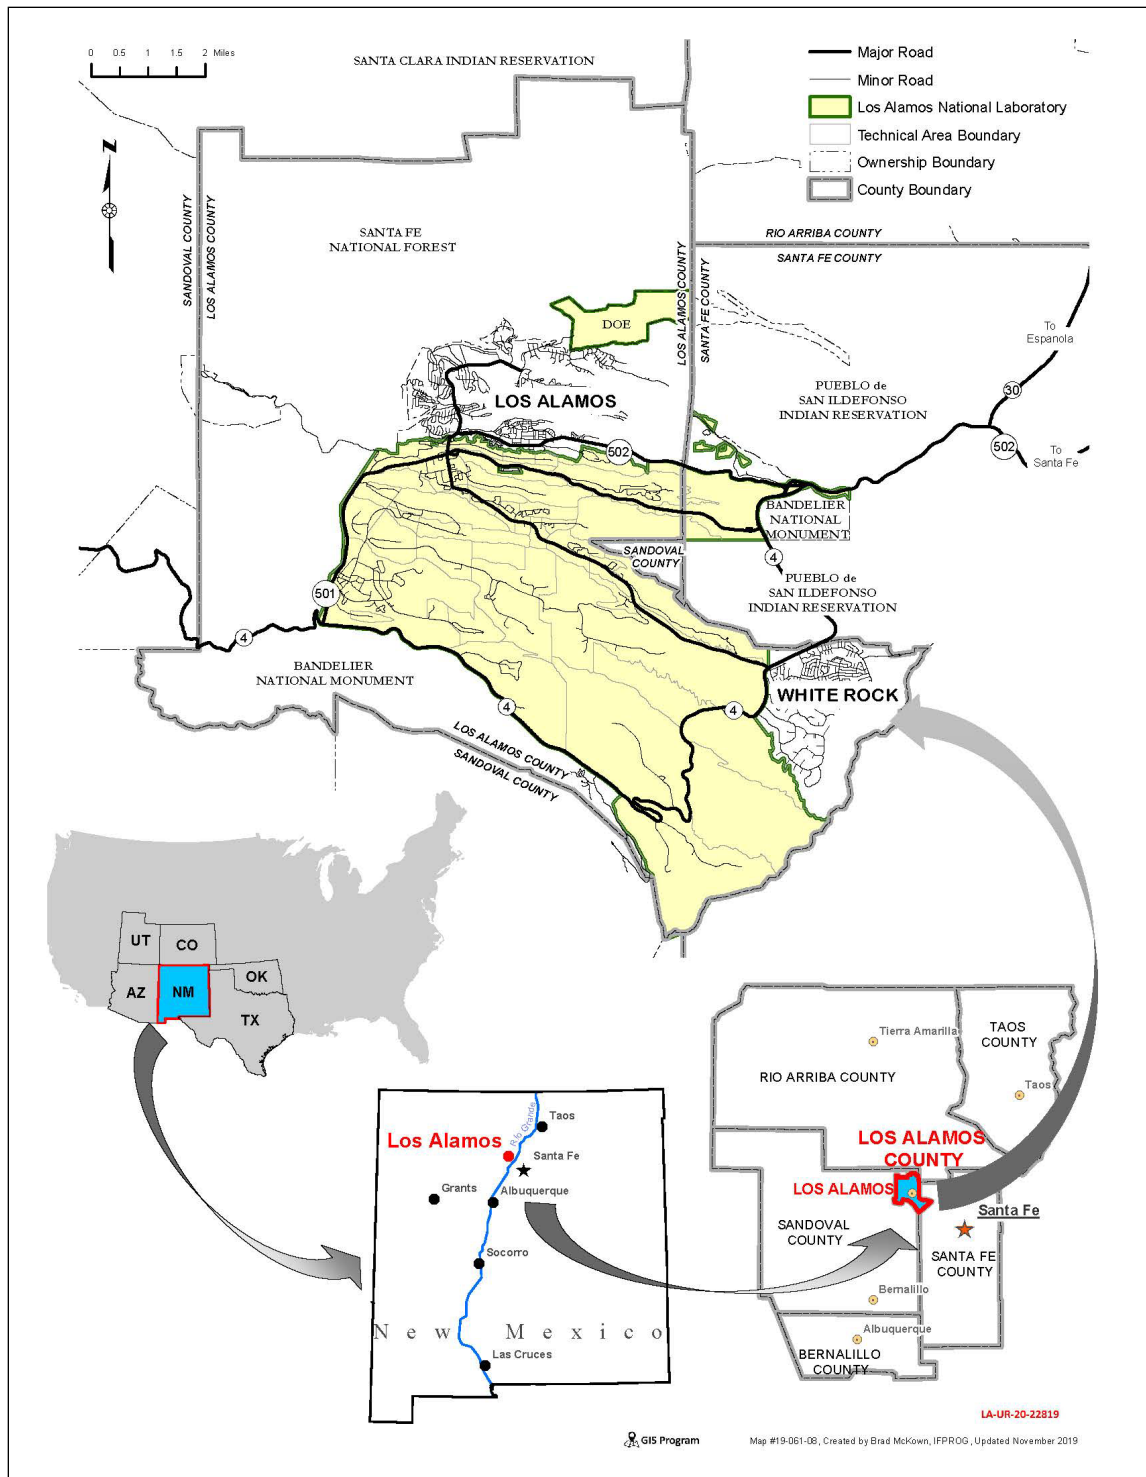 0 0.5 1 1.5 2 Miles
SANTA CLARA INDIAN RESERVATION
Major Road
Minor Road
Los Alamos National Laboratory
Technical Area Boundary
Ownership Boundary
County Boundary
N
SANDOVAL COUNTY
LOS ALAMOS COUNTY
SANTA FE
NATIONAL FOREST
RIO ARRIBA COUNTY
SANTA FE COUNTY
LOS ALAMOS COUNTY
SANTA FE COUNTY
DOE
To
Espanola
30
PUEBLO de
SAN ILDEFONSO
INDIAN RESERVATION
LOS ALAMOS
502
502
To
Santa Fe
BANDELIER
NATIONAL
MONUMENT
SANDOVAL
COUNTY
4
PUEBLO de
SAN ILDEFONSO
INDIAN RESERVATION
501
4
BANDELIER
NATIONAL MONUMENT
WHITE ROCK
4
4
LOS ALAMOS COUNTY
SANDOVAL COUNTY
UT
CO
AZ
NM
OK
TX
Los Alamos
Rio Grande
Taos
Santa Fe
Grants
Albuquerque
Socorro
New Mexico
Las Cruces
Tierra Amarilla
TAOS
COUNTY
RIO ARRIBA COUNTY
Taos
LOS ALAMOS
COUNTY
LOS ALAMOS
Santa Fe
SANDOVAL
COUNTY
SANTA FE
COUNTY
Bernalillo
Albuquerque
BERNALILLO
COUNTY
LA-UR-20-22819
GIS Program
Map #19-061-08, Created by Brad McKown, IFPROG, Updated November 2019